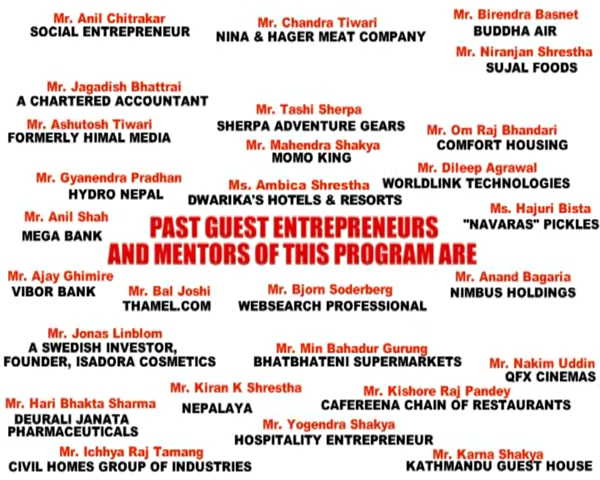 Mr. Anil Chitrakar
SOCIAL ENTREPRENEUR
Mr. Chandra Tiwari
NINA & HAGER MEAT COMPANY
Mr. Birendra Basnet
BUDDHA AIR
Mr. Niranjan Shrestha
SUJAL FOODS
Mr. Jagadish Bhattrai
A CHARTERED ACCOUNTANT
Mr. Tashi Sherpa
SHERPA ADVENTURE GEARS
Mr. Ashutosh Tiwari
FORMERLY HIMAL MEDIA
Mr. Mahendra Shakya
MOMO KING
Mr. Om Raj Bhandari
COMFORT HOUSING
Mr. Gyanendra Pradhan
HYDRO NEPAL
Ms. Ambica Shrestha
DWARIKA'S HOTELS & RESORTS
Mr. Dileep Agrawal
WORLDLINK TECHNOLOGIES
Mr. Anil Shah
MEGA BANK
Ms. Hajuri Bista
"NAVARAS" PICKLES
PAST GUEST ENTREPRENEURS
AND MENTORS OF THIS PROGRAM ARE
Mr. Ajay Ghimire
VIBOR BANK
Mr. Bal Joshi
THAMEL.COM
Mr. Bjorn Soderberg
WEBSEARCH PROFESSIONAL
Mr. Anand Bagaria
NIMBUS HOLDINGS
Mr. Jonas Linblom
A SWEDISH INVESTOR,
FOUNDER, ISADORA COSMETICS
Mr. Min Bahadur Gurung
BHATBHATENI SUPERMARKETS
Mr. Nakim Uddin
QFX CINEMAS
Mr. Hari Bhakta Sharma
DEURALI JANATA
PHARMACEUTICALS
Mr. Kiran K Shrestha
NEPALAYA
Mr. Kishore Raj Pandey
CAFEREENA CHAIN OF RESTAURANTS
Mr. Yogendra Shakya
HOSPITALITY ENTREPRENEUR
Mr. Ichhya Raj Tamang
CIVIL HOMES GROUP OF INDUSTRIES
Mr. Karna Shakya
KATHMANDU GUEST HOUSE